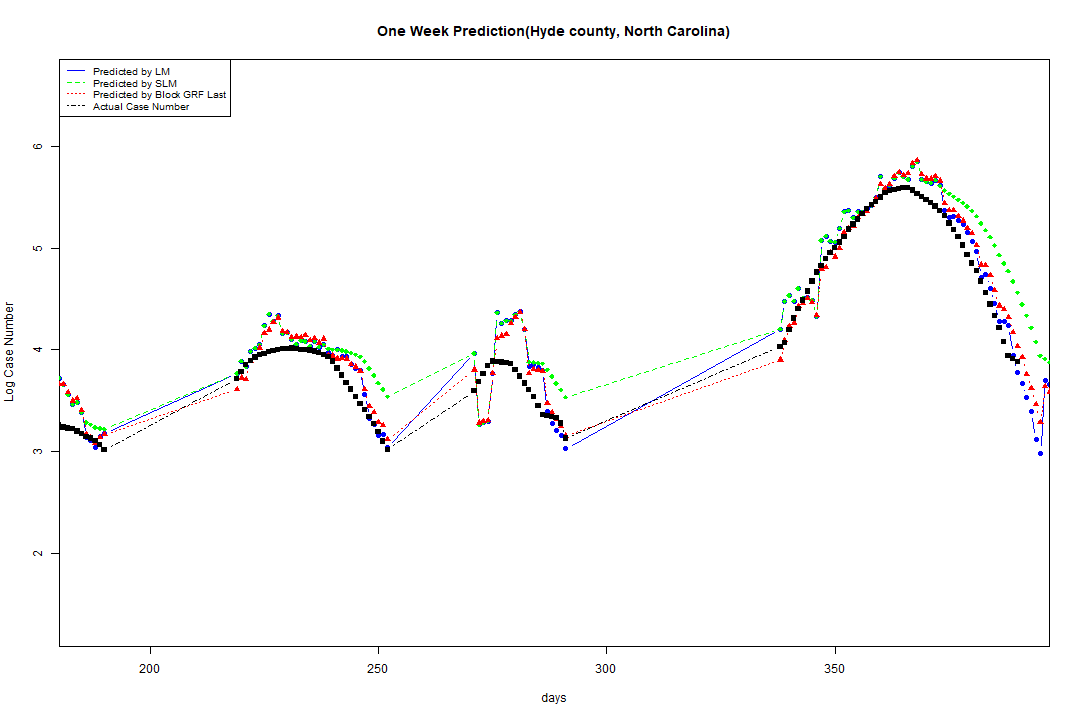 One Week Prediction(Hyde county, North Carolina)
Predicted by LM
Predicted by SLM
Predicted by Block GRF Last
Actual Case Number
6
5
4
3
2
Log Case Number
200 250 300 350
days